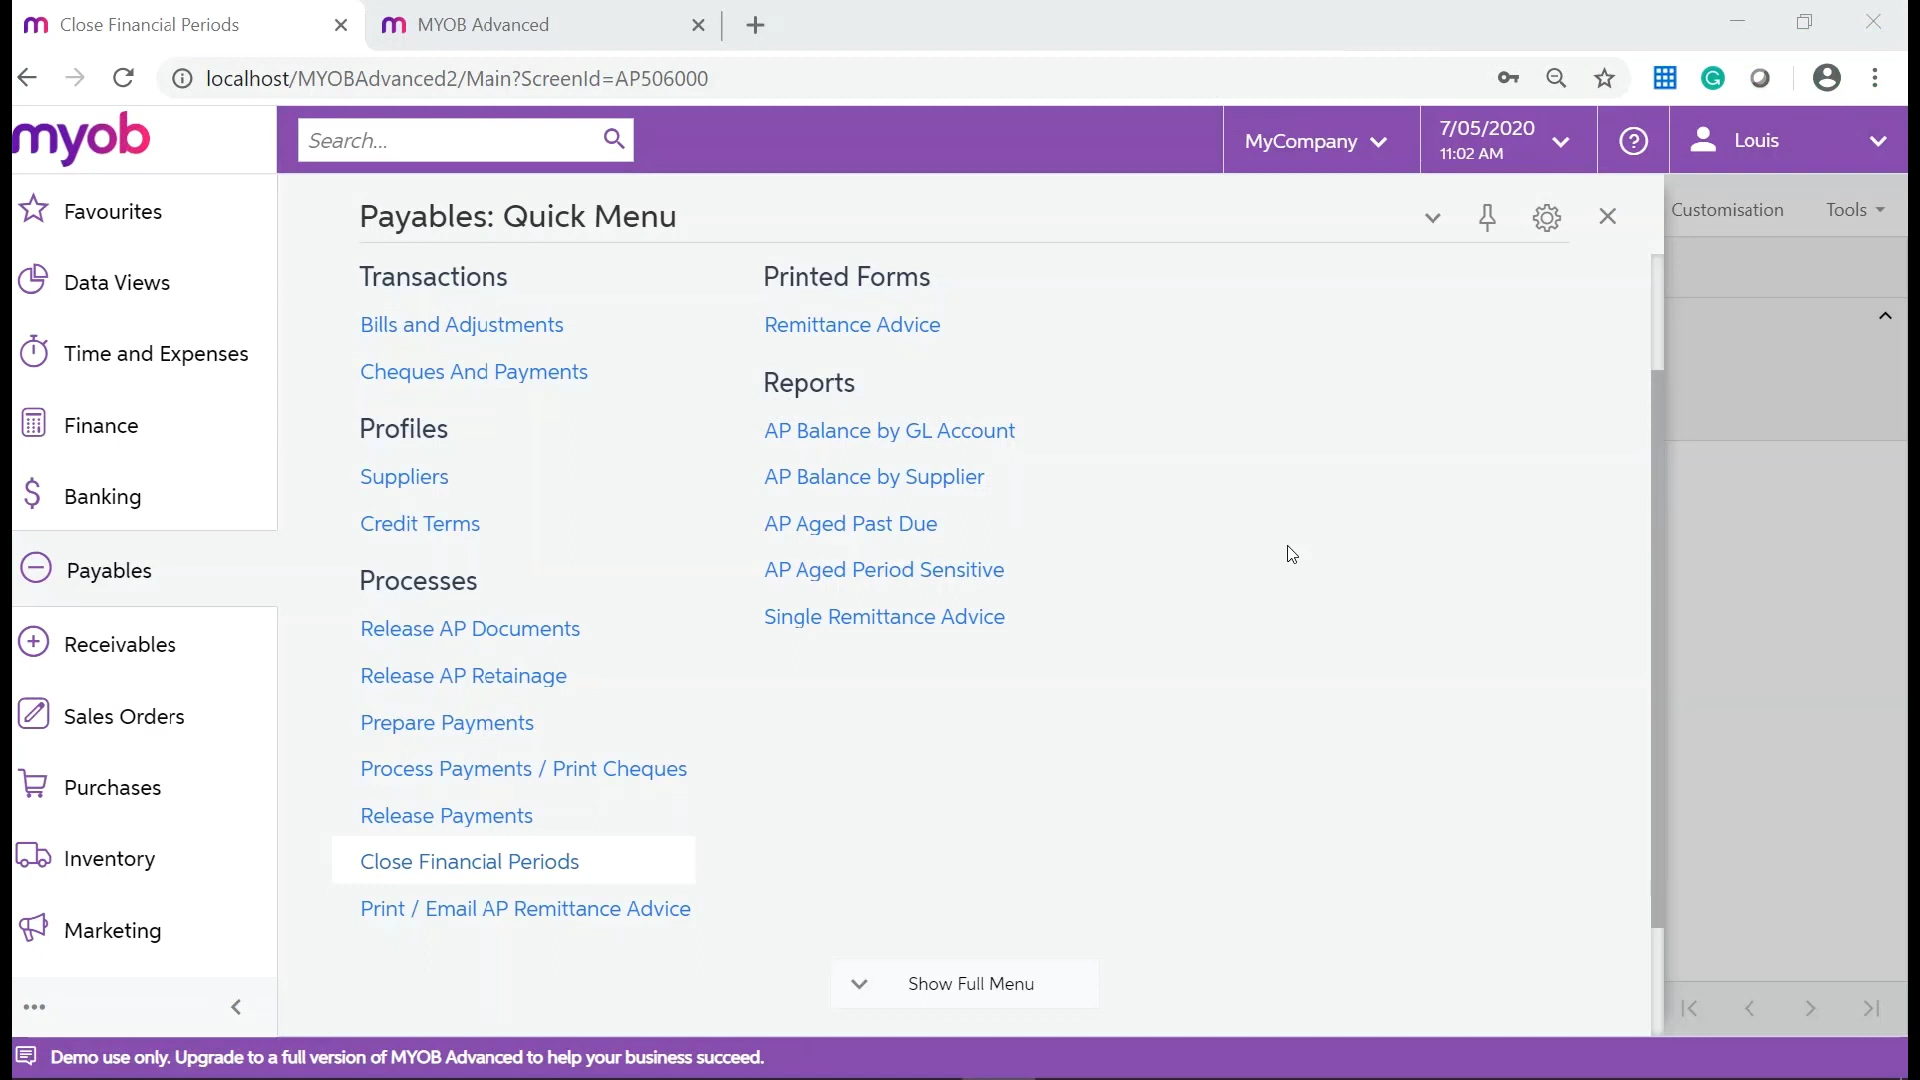 Close Financial Periods
MYOB Advanced
localhost/MYOBAdvanced2/Main?ScreenId=AP506000
myob
Search...
MyCompany
7/05/2020
11:02 AM
Louis
Favourites
Data Views
Time and Expenses
Finance
Banking
Payables
Receivables
Sales Orders
Purchases
Inventory
Marketing
Payables: Quick Menu
Customisation
Tools
Transactions
Bills and Adjustments
Cheques And Payments
Profiles
Suppliers
Credit Terms
Processes
Release AP Documents
Release AP Retainage
Prepare Payments
Process Payments / Print Cheques
Release Payments
Close Financial Periods
Print / Email AP Remittance Advice
Printed Forms
Remittance Advice
Reports
AP Balance by GL Account
AP Balance by Supplier
AP Aged Past Due
AP Aged Period Sensitive
Single Remittance Advice
Show Full Menu
Demo use only. Upgrade to a full version of MYOB Advanced to help your business succeed.